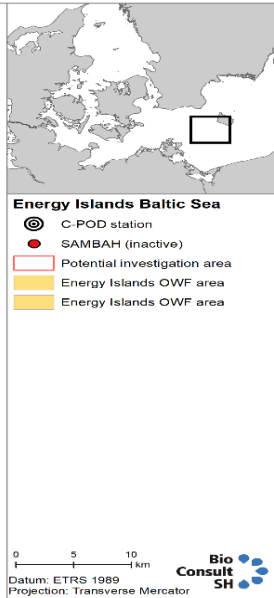 Energy Islands Baltic Sea
C-POD station
SAMBAH (inactive)
Potential investigation area
Energy Islands OWF area
Energy Islands OWF area
0 5 10
km
Bio
Consult
SH
Datum: ETRS 1989
Projection: Transverse Mercator